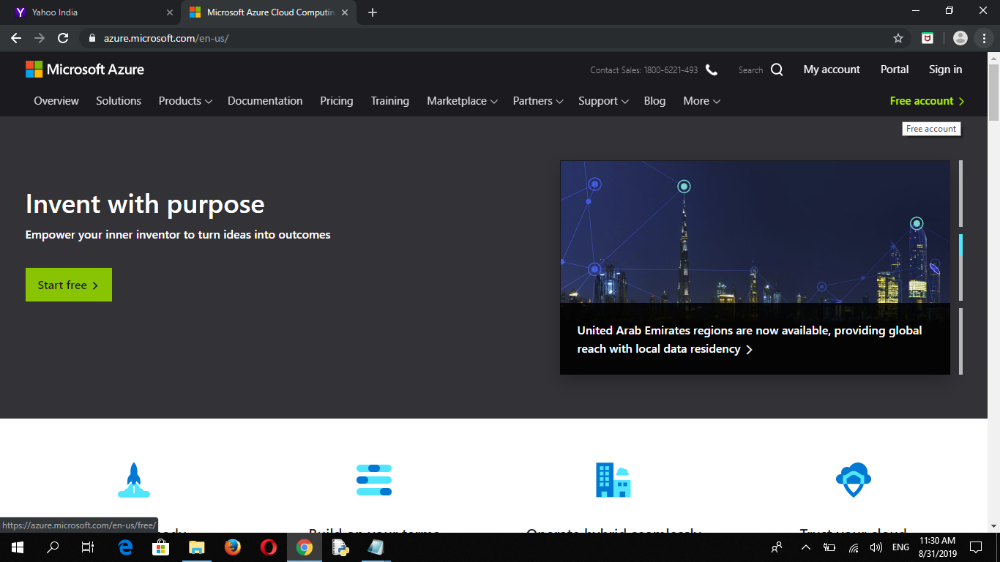 Yahoo India
Microsoft Azure Cloud Computin
azure.microsoft.com/en-us/
Microsoft Azure
Contact Sales: 1800-6221-493
Search
My account
Portal
Sign in
Overview
Solutions
Products
Documentation
Pricing
Training
Marketplace
Partners
Support
Blog
More
Free account
Free account
Invent with purpose
Empower your inner inventor to turn ideas into outcomes
Start free
United Arab Emirates regions are now available, providing global
reach with local data residency
Build on your terms
Operate hybrid seamlessly
Trust your cloud
https://azure.microsoft.com/en-us/free/
ENG
11:30 AM
8/31/2019